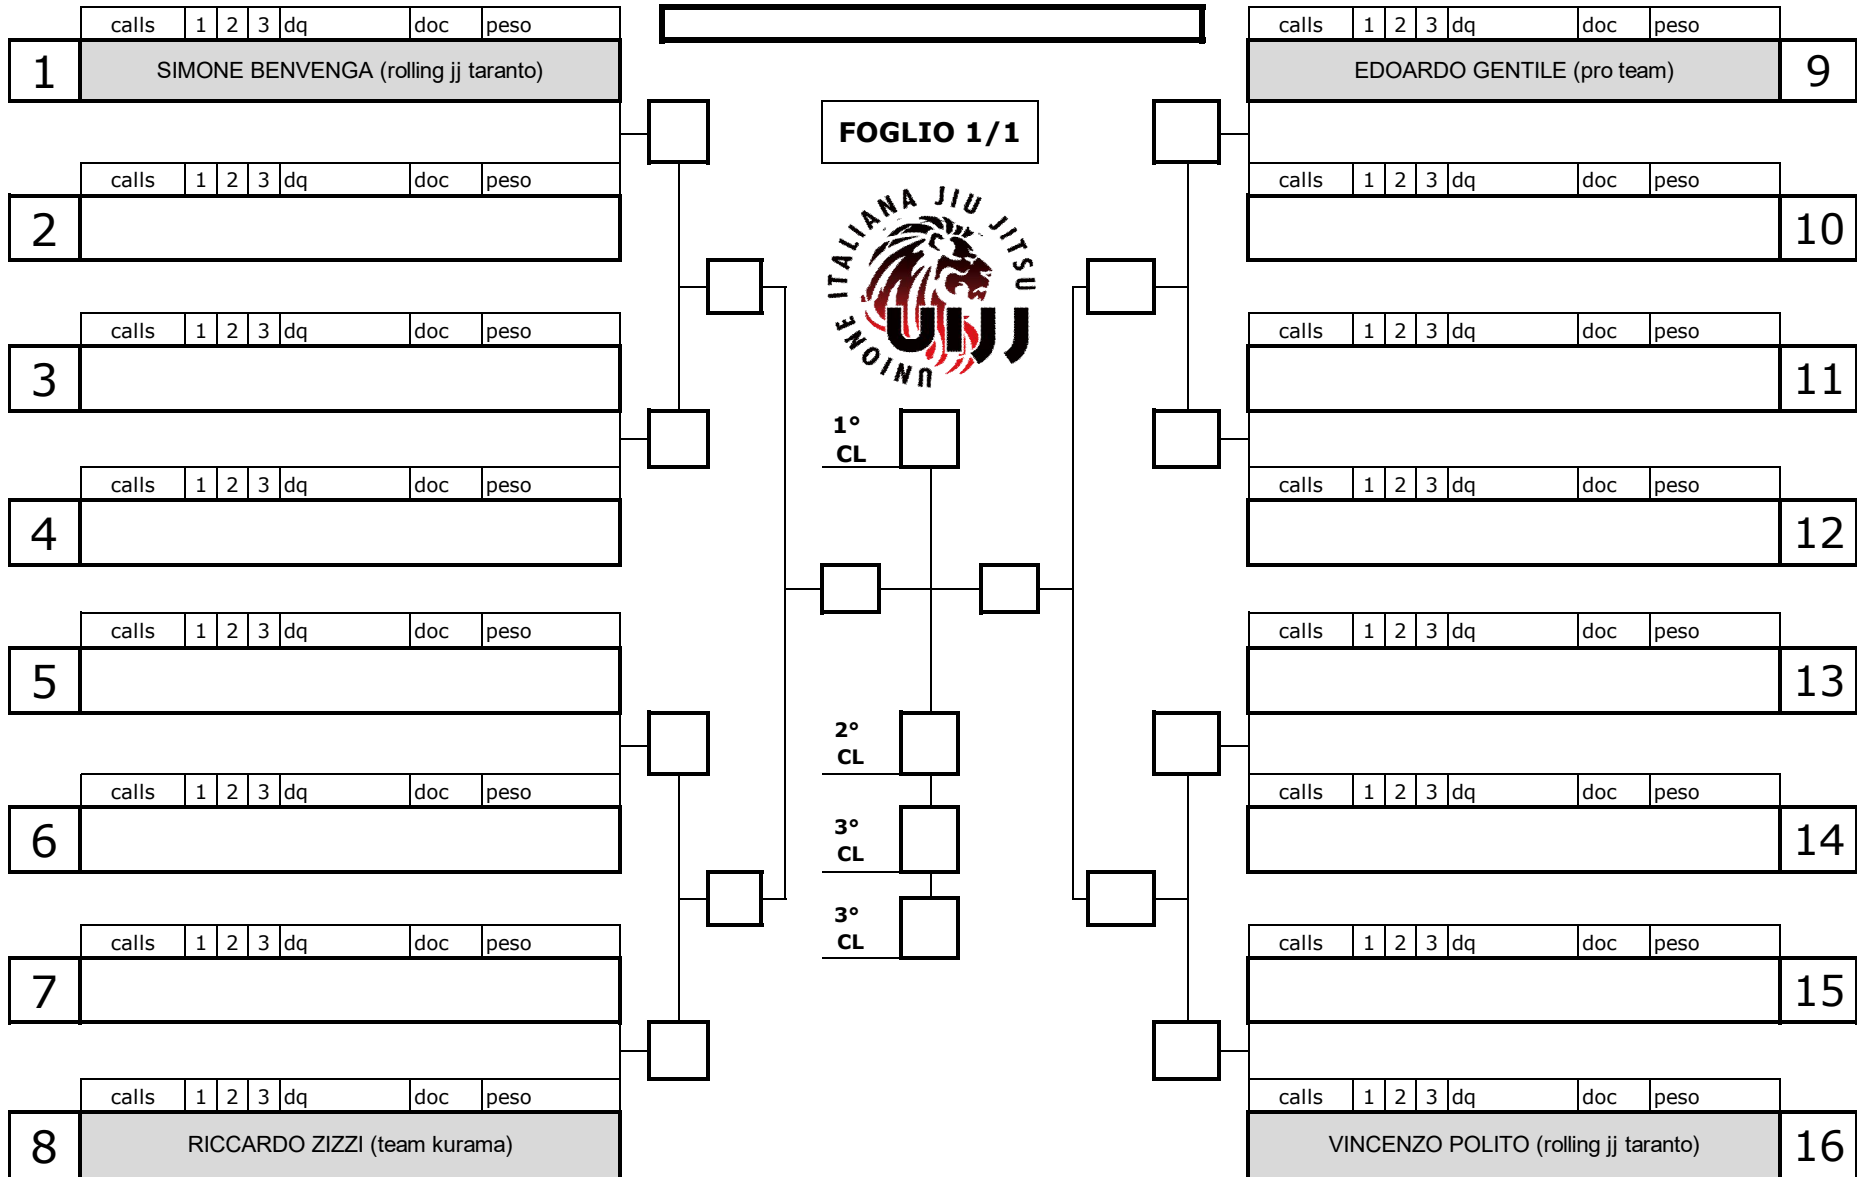 calls 1 2 3 dq doc peso
1 SIMONE BENVENGA (rolling jj taranto)
calls 1 2 3 dq doc peso
2
calls 1 2 3 dq doc peso
3
calls 1 2 3 dq doc peso
4
calls 1 2 3 dq doc peso
5
calls 1 2 3 dq doc peso
6
calls 1 2 3 dq doc peso
7
calls 1 2 3 dq doc peso
8 RICCARDO ZIZZI (team kurama)
FOGLIO 1/1
UNIONE ITALIANA JIU JITSU
UIJJ
1°
CL
2°
CL
3°
CL
3°
CL
calls 1 2 3 dq doc peso
EDOARDO GENTILE (pro team) 9
calls 1 2 3 dq doc peso
10
calls 1 2 3 dq doc peso
11
calls 1 2 3 dq doc peso
12
calls 1 2 3 dq doc peso
13
calls 1 2 3 dq doc peso
14
calls 1 2 3 dq doc peso
15
calls 1 2 3 dq doc peso
VINCENZO POLITO (rolling jj taranto) 16